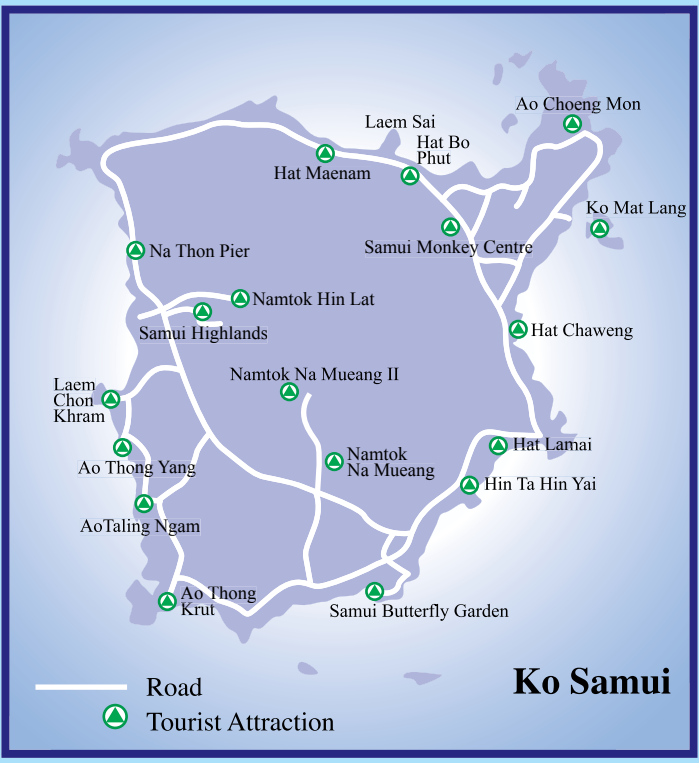 Ao Choeng Mon
Laem Sai
Hat Bo
Phut
Hat Maenam
Ko Mat Lang
Samui Monkey Centre
Na Thon Pier
Namtok Hin Lat
Samui Highlands
Hat Chaweng
Namtok Na Mueang II
Laem
Chon
Khram
Hat Lamai
Namtok
Na Mueang
Ao Thong Yang
Hin Ta Hin Yai
AoTaling Ngam
Ao Thong
Krut
Samui Butterfly Garden
Ko Samui
Road
Tourist Attraction